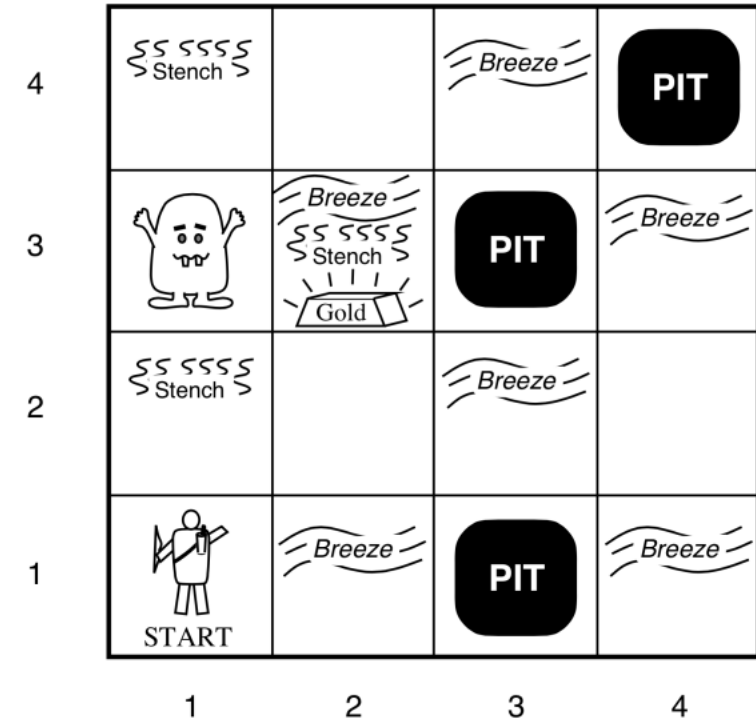 4
Stench
Breeze
PIT
3
Breeze
Stench
Gold
PIT
Breeze
2
Stench
Breeze
1
START
Breeze
PIT
Breeze
1 2 3 4